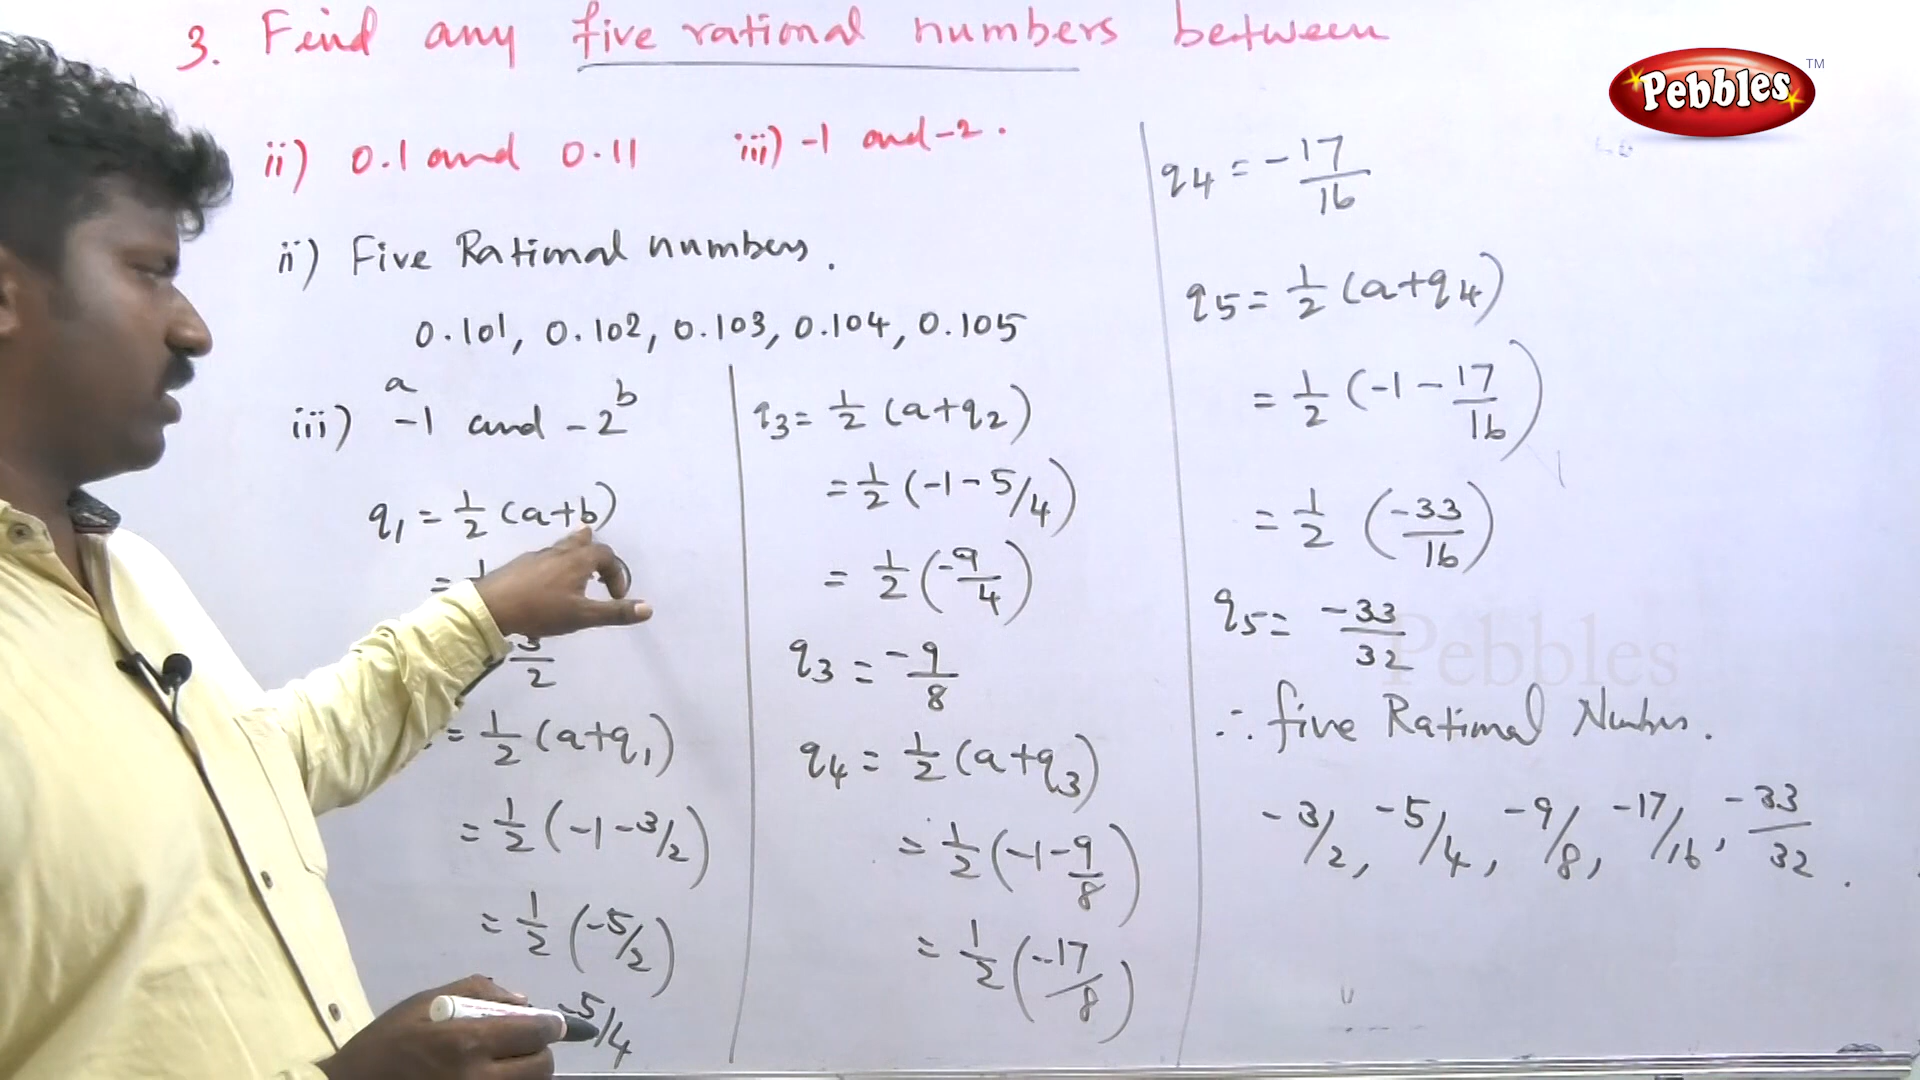 3. Find any five rational numbers between
ii) 0.1 and 0.11 iii) -1 and -2.
ii) Five Rational numbers.
0.101, 0.102, 0.103, 0.104, 0.105
a b
iii) -1 and -2
q1 = 1/2 (a+b)
3/2
= 1/2 (a+q1)
= 1/2 (-1-3/2)
= 1/2 (-5/2)
-5/4
q3 = 1/2 (a+q2)
= 1/2 (-1-5/4)
= 1/2 (-9/4)
q3 = -9/8
q4 = 1/2 (a+q3)
= 1/2 (-1-9/8)
= 1/2 (-17/8)
q4 = -17/16
q5 = 1/2 (a+q4)
= 1/2 (-1-17/16)
= 1/2 (-33/16)
q5 = -33/32
∴ five Rational Numbers.
-3/2, -5/4, -9/8, -17/16, -33/32.
Pebbles TM
Pebbles